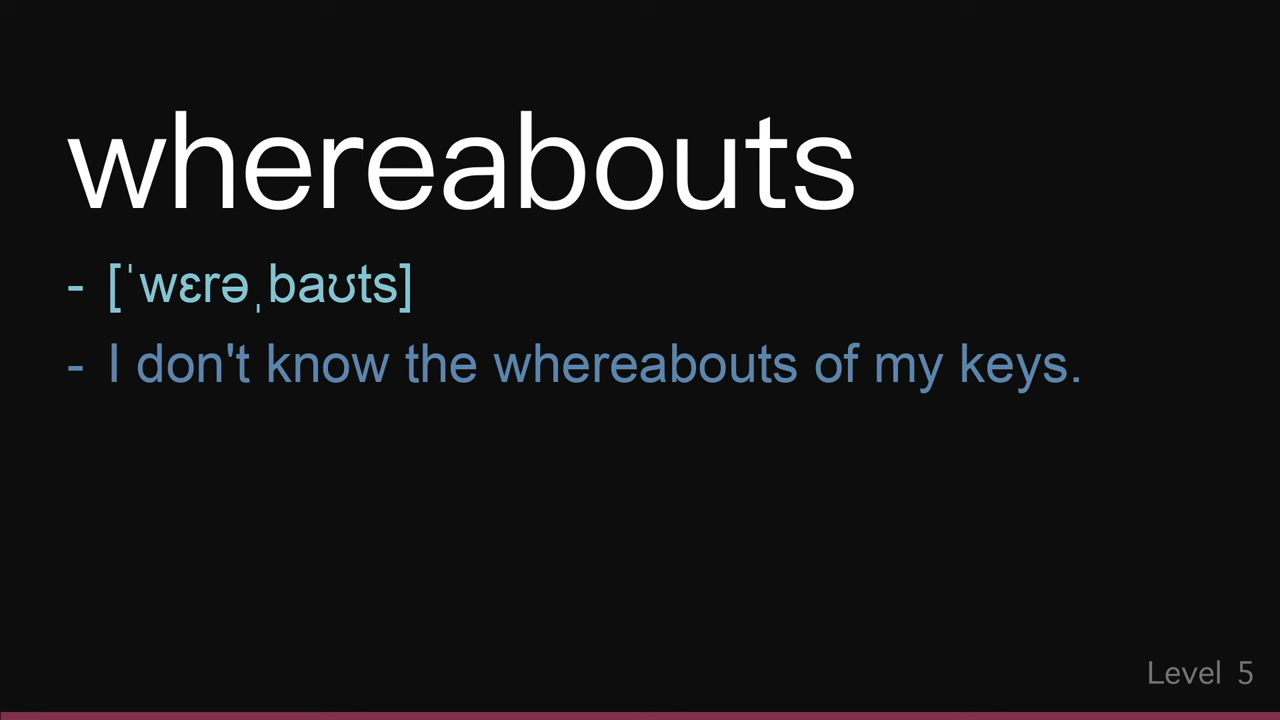 whereabouts
- [ˈwɛrəˌbaʊts]
- I don't know the whereabouts of my keys.
Level 5